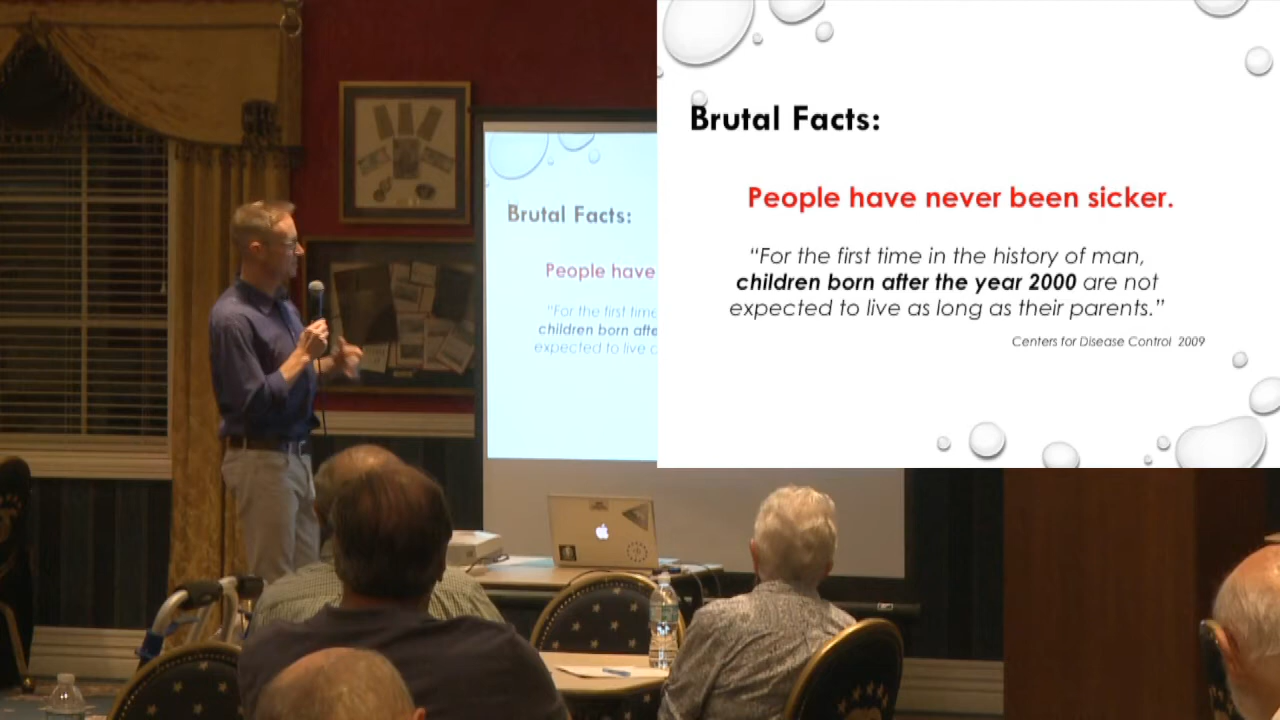 Brutal Facts:
People have never been sicker.
“For the first time in the history of man,
children born after the year 2000 are not
expected to live as long as their parents.”
Centers for Disease Control 2009
Brutal Facts:
People have
“For the first time
children born afte
expected to live